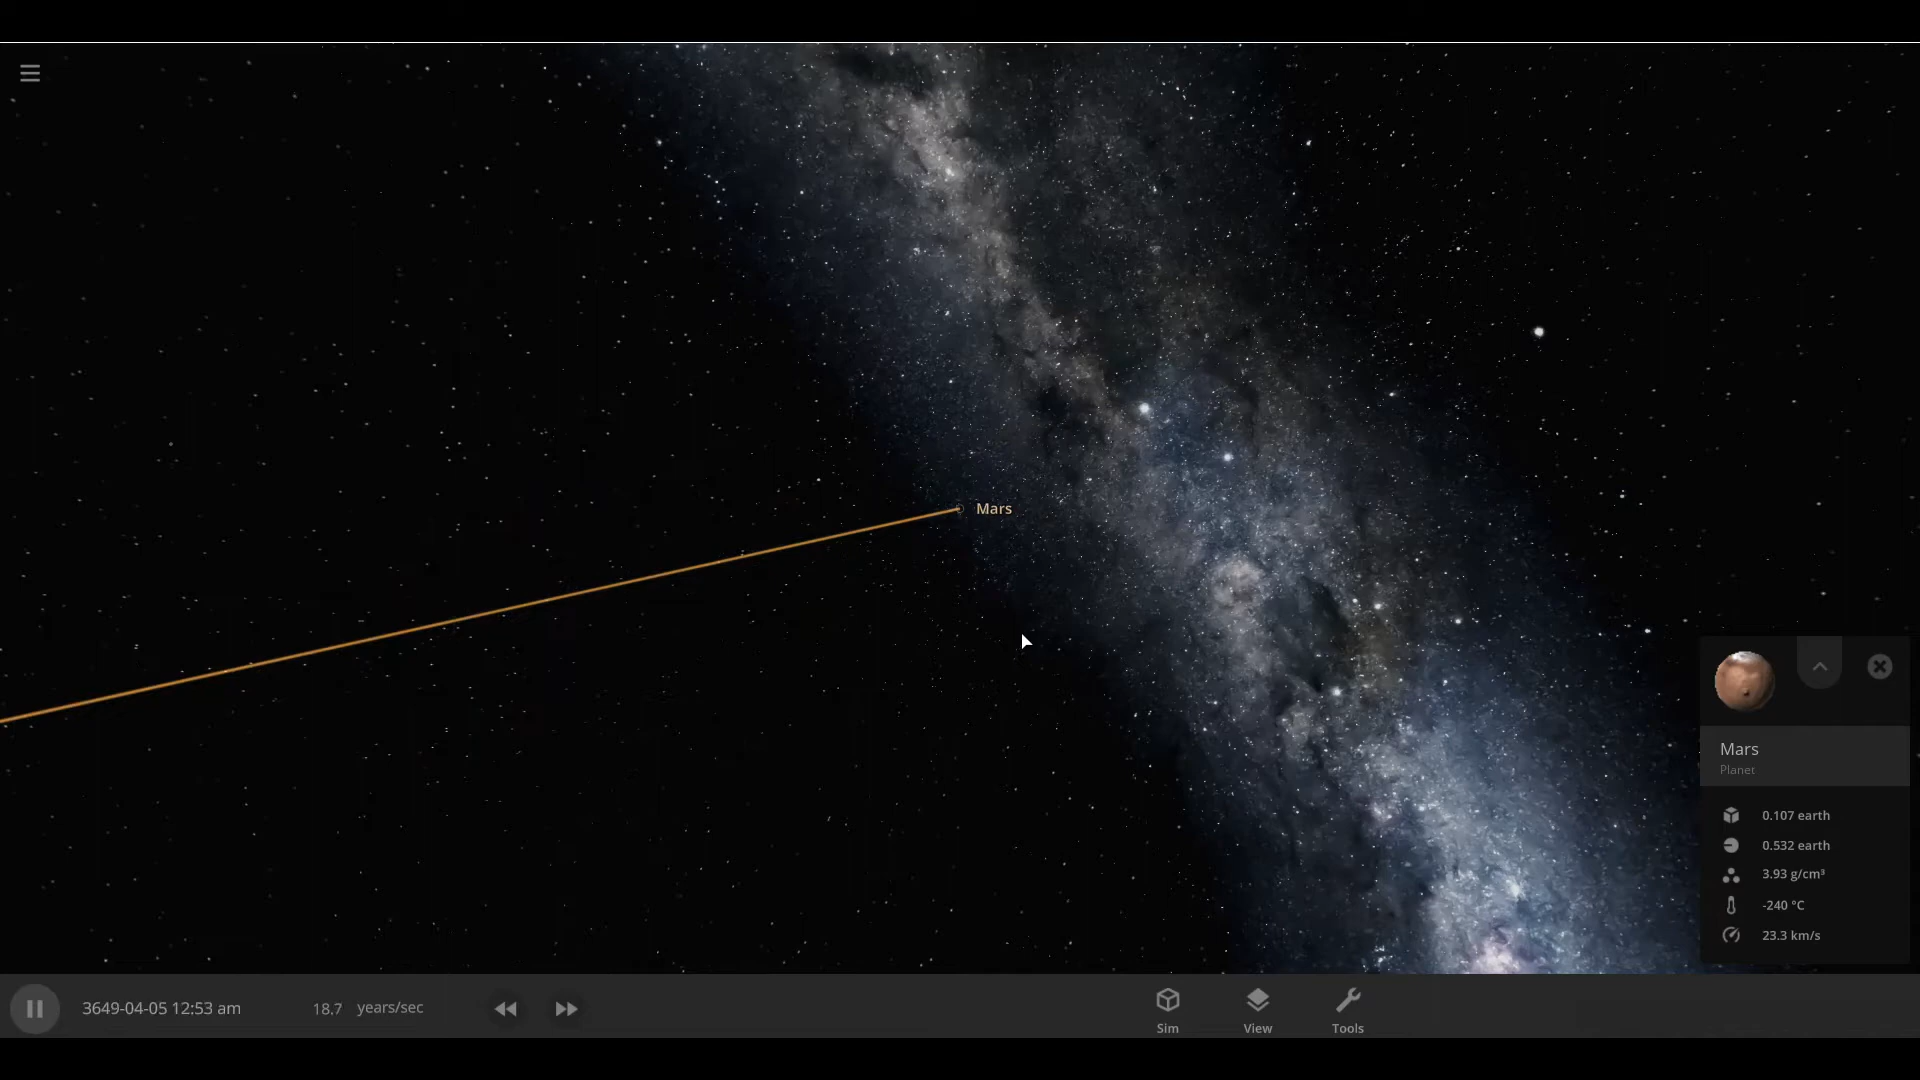 Mars
Mars
Planet
0.107 earth
0.532 earth
3.93 g/cm³
-240 °C
23.3 km/s
3649-04-05 12:53 am
18.7 years/sec
Sim
View
Tools